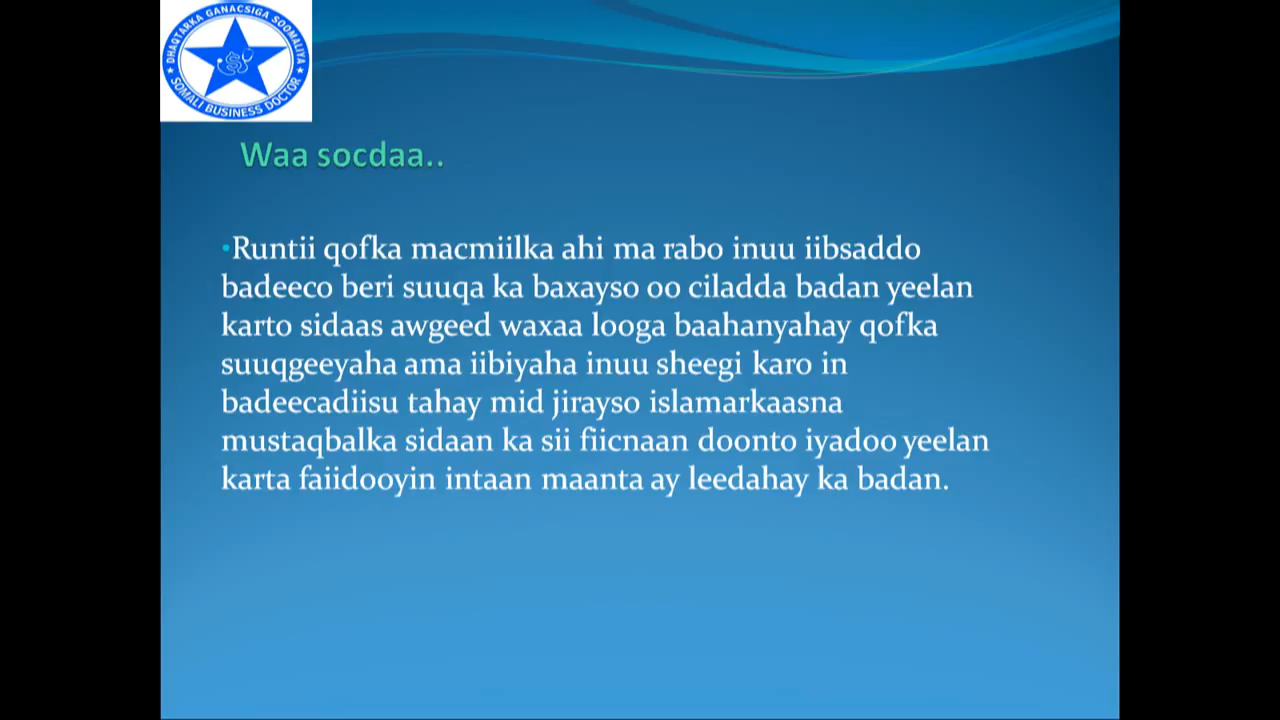 DHAQTARKA GANACSIGA SOOMALIYA
SOMALI BUSINESS DOCTOR
Waa socdaa..
•Runtii qofka macmiilka ahi ma rabo inuu iibsaddo
badeeco beri suuqa ka baxayso oo ciladda badan yeelan
karto sidaas awgeed waxaa looga baahanyahay qofka
suuqgeeyaha ama iibiyaha inuu sheegi karo in
badeecadiisu tahay mid jirayso islamarkaasna
mustaqbalka sidaan ka sii fiicnaan doonto iyadoo yeelan
karta faiidooyin intaan maanta ay leedahay ka badan.